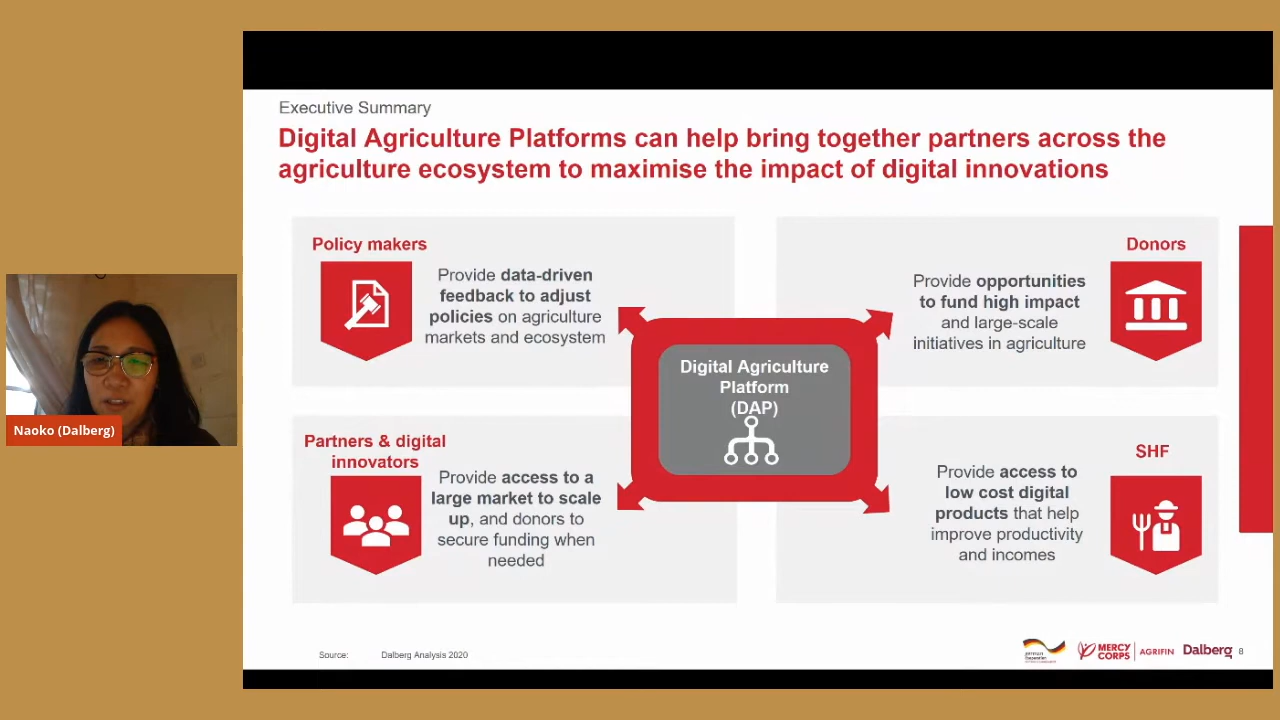 Executive Summary
Digital Agriculture Platforms can help bring together partners across the
agriculture ecosystem to maximise the impact of digital innovations
Policy makers
Provide data-driven
feedback to adjust
policies on agriculture
markets and ecosystem
Donors
Provide opportunities
to fund high impact
and large-scale
initiatives in agriculture
Digital Agriculture
Platform
(DAP)
Partners & digital
innovators
Provide access to a
large market to scale
up, and donors to
secure funding when
needed
SHF
Provide access to
low cost digital
products that help
improve productivity
and incomes
Naoko (Dalberg)
Source:
Dalberg Analysis 2020
MERCY
CORPS
AGRIFIN
Dalberg
8